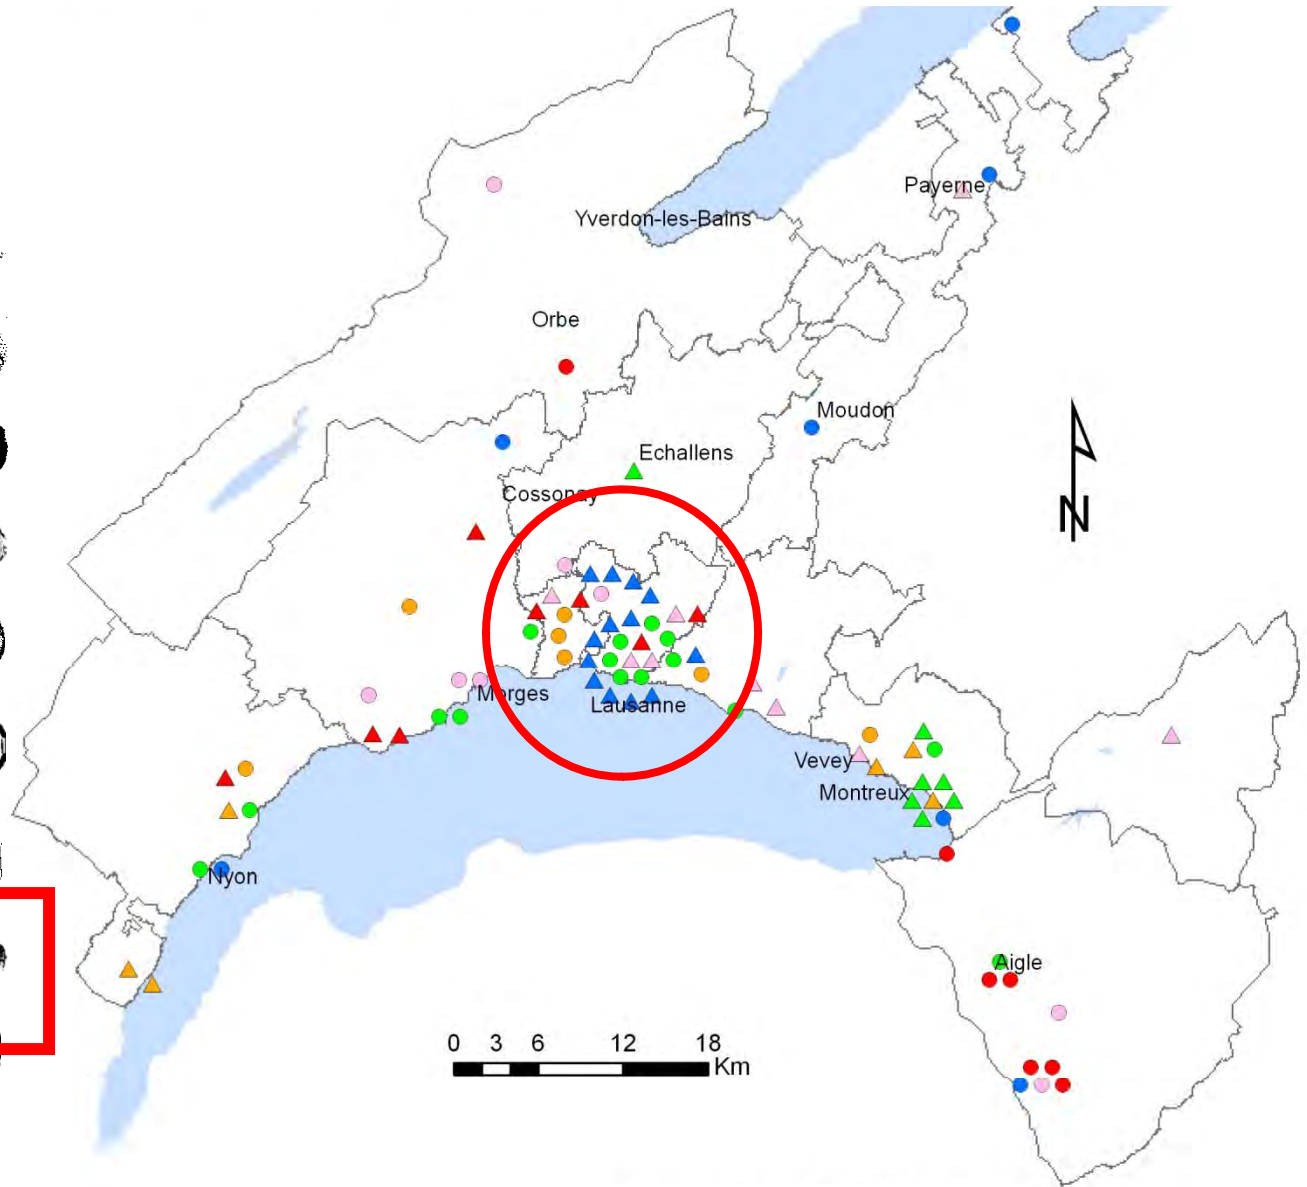 Payerne
Yverdon-les-Bains
Orbe
Moudon
Echallens
Cossonay
N
Morges
Lausanne
Vevey
Montreux
Nyon
Aigle
0 3 6 12 18
Km